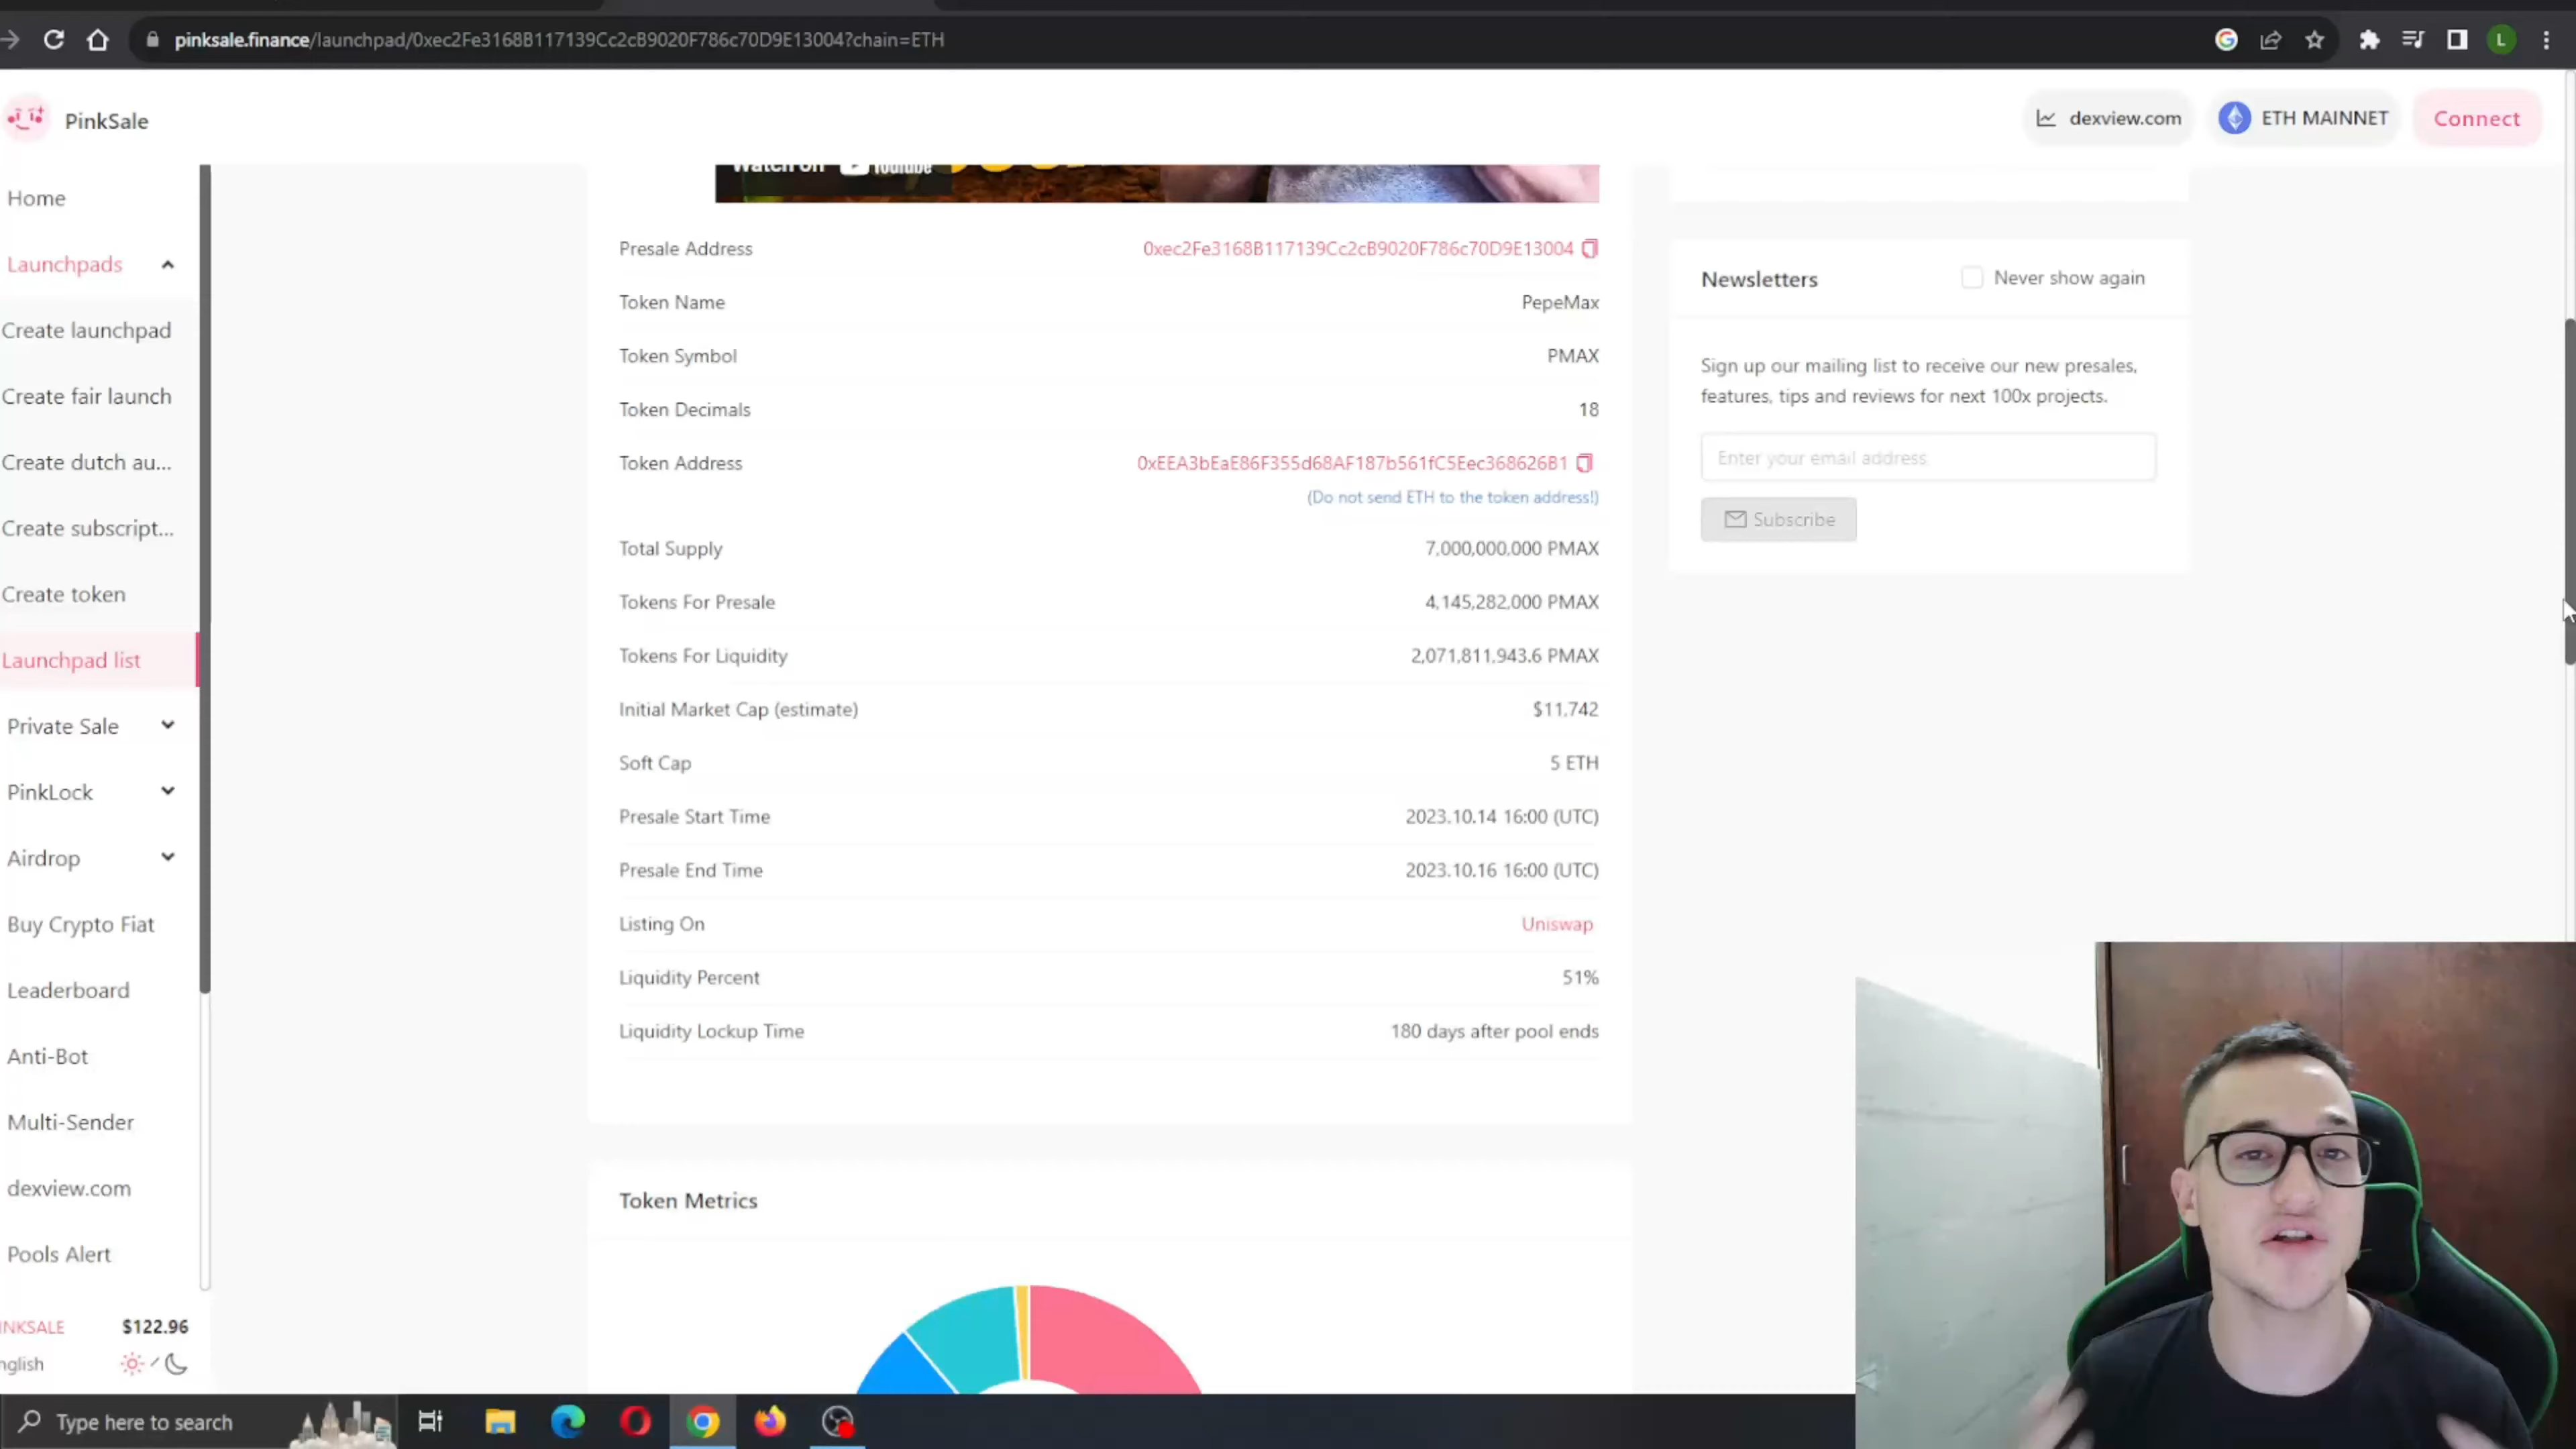 pinksale.finance/launchpad/0xec2Fe3168B117139Cc2cB9020F786c70D9E13004?chain=ETH
L
PinkSale
dexview.com
ETH MAINNET
Connect
Home
Launchpads
Create launchpad
Create fair launch
Create dutch au...
Create subscript...
Create token
Launchpad list
Private Sale
PinkLock
Airdrop
Buy Crypto Fiat
Leaderboard
Anti-Bot
Multi-Sender
dexview.com
Pools Alert
INKSALE $122.96
nglish
Watch on YouTube
Presale Address 0xec2Fe3168B117139Cc2cB9020F786c70D9E13004
Token Name PepeMax
Token Symbol PMAX
Token Decimals 18
Token Address 0xEEA3bEaE86F355d68AF187b561fC5Eec368626B1
(Do not send ETH to the token address!)
Total Supply 7,000,000,000 PMAX
Tokens For Presale 4,145,282,000 PMAX
Tokens For Liquidity 2,071,811,943.6 PMAX
Initial Market Cap (estimate) $11,742
Soft Cap 5 ETH
Presale Start Time 2023.10.14 16:00 (UTC)
Presale End Time 2023.10.16 16:00 (UTC)
Listing On Uniswap
Liquidity Percent 51%
Liquidity Lockup Time 180 days after pool ends
Token Metrics
Newsletters
Never show again
Sign up our mailing list to receive our new presales,
features, tips and reviews for next 100x projects.
Enter your email address
Subscribe
Type here to search